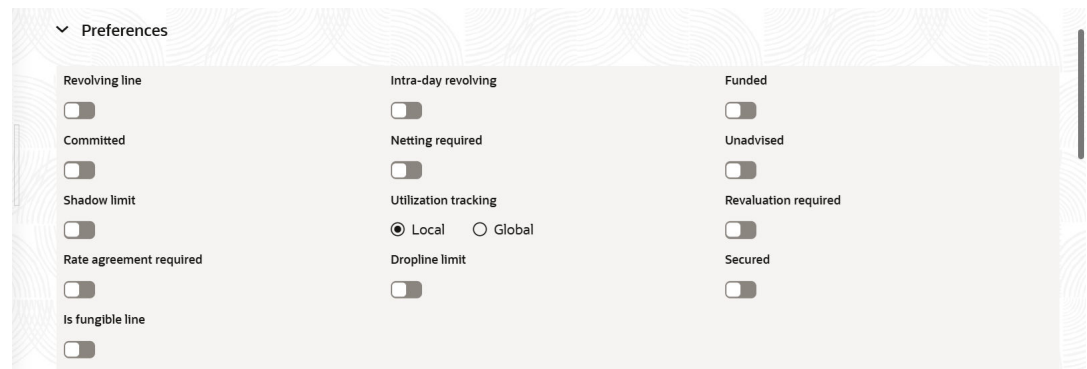 Preferences
Revolving line Intra-day revolving Funded
Committed Netting required Unadvised
Shadow limit Utilization tracking Revaluation required
Local Global
Rate agreement required Dropline limit Secured
Is fungible line